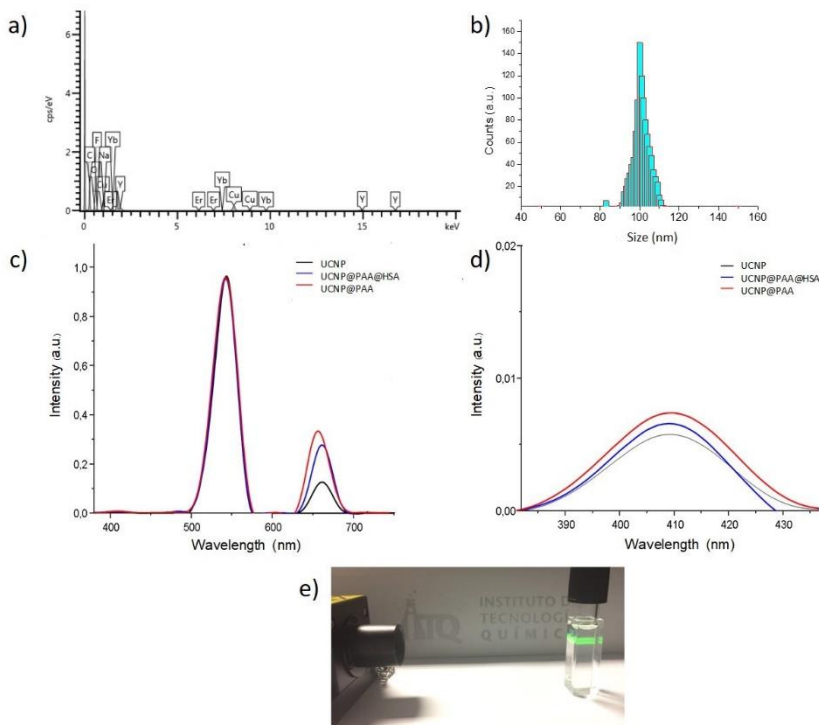 a)
6
4
2
0
cps/eV
C
O
F
Cu
Na
Er
Yb
Y
Er
Er
Yb
Cu
Cu
Yb
Y
Y
0
5
10
15
keV
b)
160
140
120
100
80
60
40
20
Counts (a.u.)
40
60
80
100
120
140
160
Size (nm)
c)
UCNP
UCNP@PAA@HSA
UCNP@PAA
1,0
0,8
0,6
0,4
0,2
0,0
Intensity (a.u.)
400
500
600
700
Wavelength (nm)
d)
UCNP
UCNP@PAA@HSA
UCNP@PAA
0,02
0,01
0,00
Intensity (a.u.)
390
400
410
420
430
Wavelength (nm)
e)
ITQ
INSTITUTO D
TECNOLOG
QUÍMIC